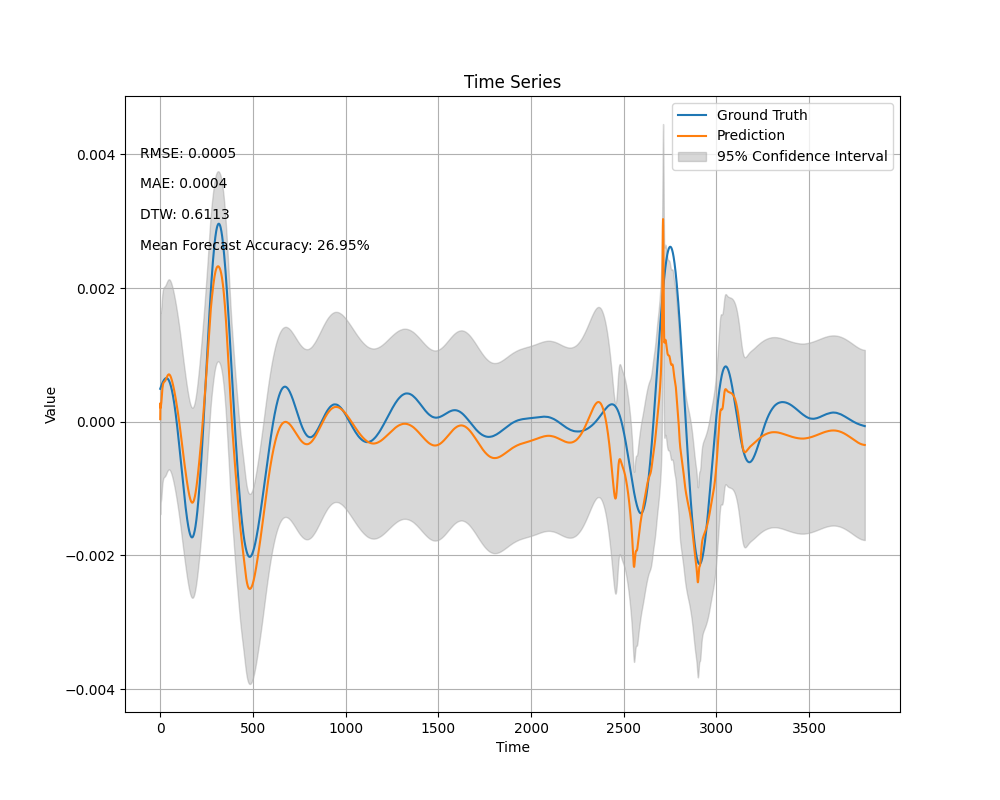 Time Series
Ground Truth
Prediction
95% Confidence Interval
RMSE: 0.0005
MAE: 0.0004
DTW: 0.6113
Mean Forecast Accuracy: 26.95%
0.004
0.002
0.000
−0.002
−0.004
Value
0 500 1000 1500 2000 2500 3000 3500
Time